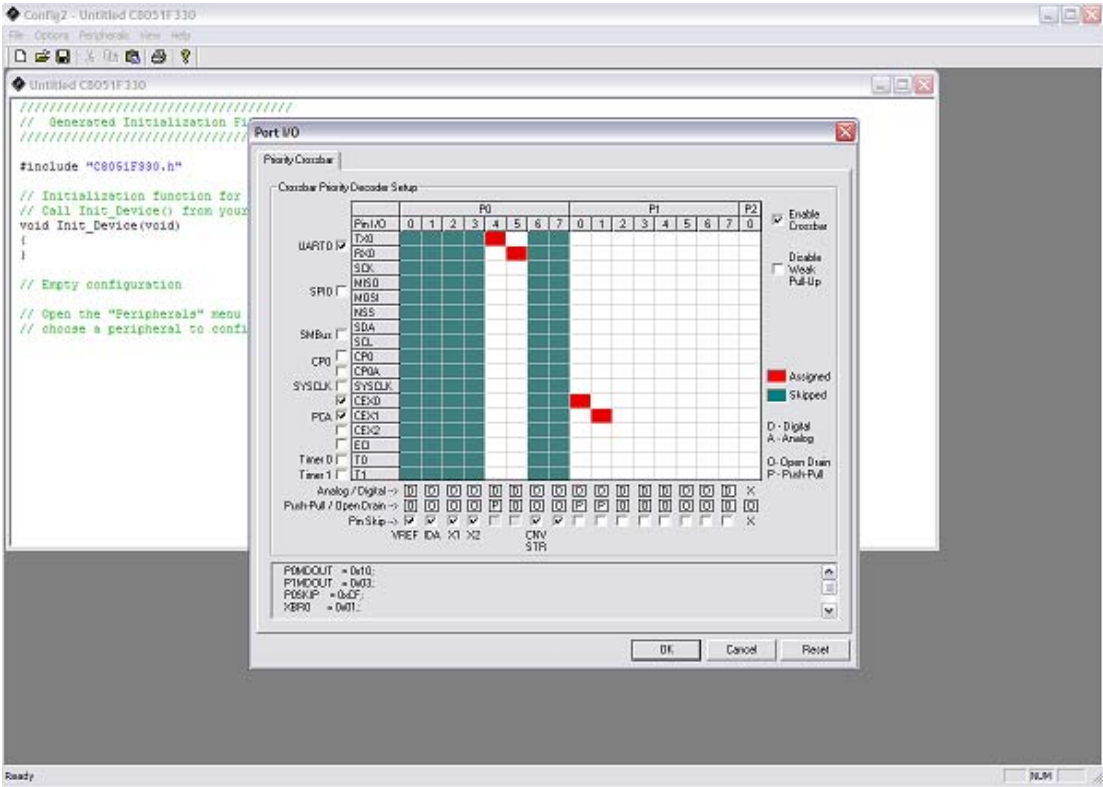 Config2 - Untitled C8051F330
File Options Peripherals View Help
Untitled C8051F330
////////////////////////////////////////
// Generated Initialization Fi
#include "C8051F330.h"
// Initialization function for
// Call Init_Device() from your
void Init_Device(void)
{
}
// Empty configuration
// Open the "Peripherals" menu
// choose a peripheral to confi
Port I/O
Priority Crossbar
Crossbar Priority Decoder Setup
P0 P1 P2
Pin I/O 0 1 2 3 4 5 6 7 0 1 2 3 4 5 6 7 0
UART0 TX0
RX0
SPI0 SCK
MISO
MOSI
NSS
SMBus SDA
SCL
CP0 CP0
CP0A
SYSCLK SYSCLK
PCA CEX0
CEX1
CEX2
ECI
Timer 0 T0
Timer 1 T1
Analog / Digital -> D D D D D D D D D D D D D D D D X
Push-Pull / Open Drain -> O O O O P O O O P P O O O O O O O
Pin Skip -> X
VREF IDA X1 X2 CNV
STR
Enable
Crossbar
Disable
Weak
Pull-Up
Assigned
Skipped
D - Digital
A - Analog
O- Open Drain
P - Push-Pull
P0MDOUT = 0x10;
P1MDOUT = 0x03;
P0SKIP = 0xCF;
XBR0 = 0x01;
OK Cancel Reset
Ready NUM